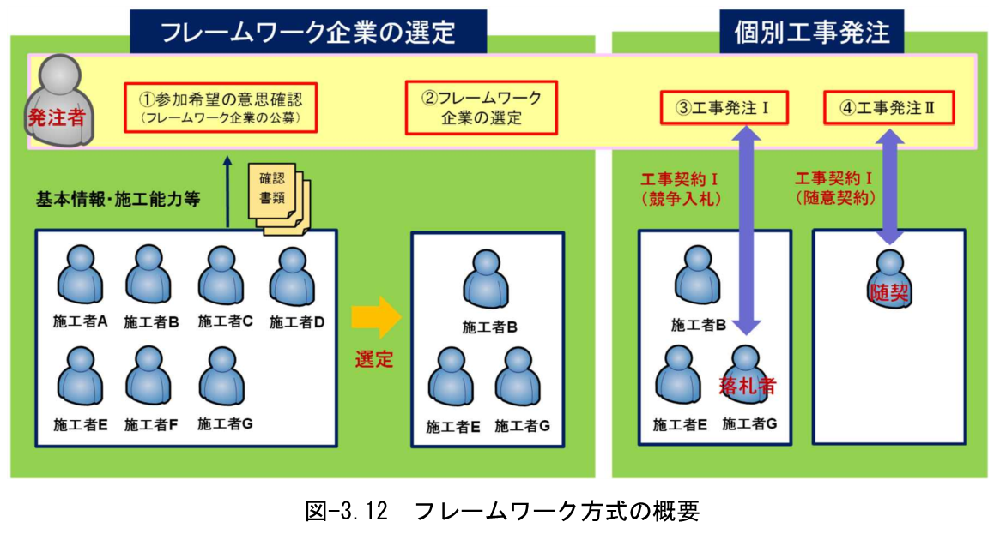 フレームワーク企業の選定
個別工事発注
発注者
①参加希望の意思確認
(フレームワーク企業の公募)
②フレームワーク
企業の選定
③工事発注Ⅰ
④工事発注Ⅱ
基本情報・施工能力等
確認
書類
工事契約Ⅰ
（競争入札）
工事契約Ⅰ
（随意契約）
施工者A
施工者B
施工者C
施工者D
施工者E
施工者F
施工者G
選定
施工者B
施工者E
施工者G
施工者B
施工者E
落札者
施工者G
随契
図-3.12　フレームワーク方式の概要